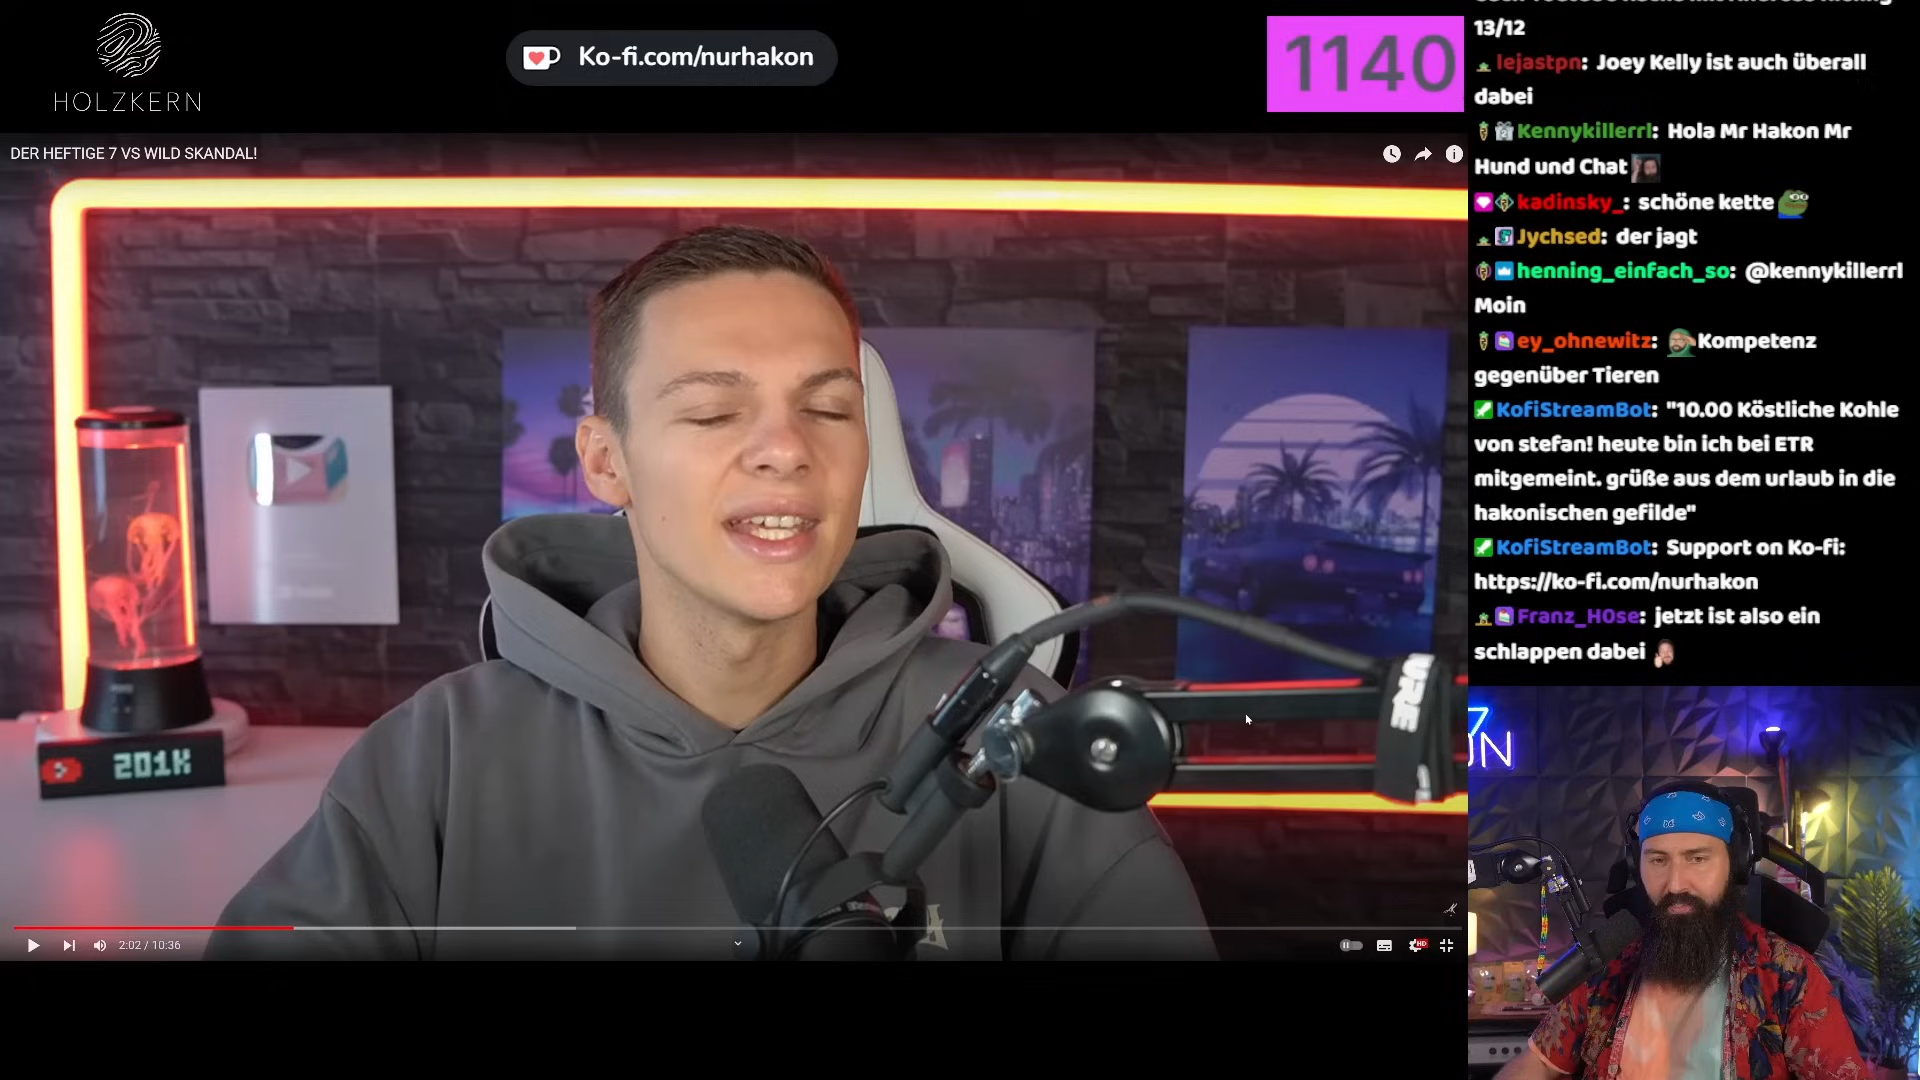 HOLZKERN
Ko-fi.com/nurhakon
1140
DER HEFTIGE 7 VS WILD SKANDAL!
201K
2:02 / 10:36
HD
13/12
lejastpn: Joey Kelly ist auch überall
dabei
Kennykillerrl: Hola Mr Hakon Mr
Hund und Chat
kadinsky_: schöne kette
Jychsed: der jagt
henning_einfach_so: @kennykillerrl
Moin
ey_ohnewitz: Kompetenz
gegenüber Tieren
KofiStreamBot: "10.00 Köstliche Kohle
von stefan! heute bin ich bei ETR
mitgemeint. grüße aus dem urlaub in die
hakonischen gefilde"
KofiStreamBot: Support on Ko-fi:
https://ko-fi.com/nurhakon
Franz_H0se: jetzt ist also ein
schlappen dabei